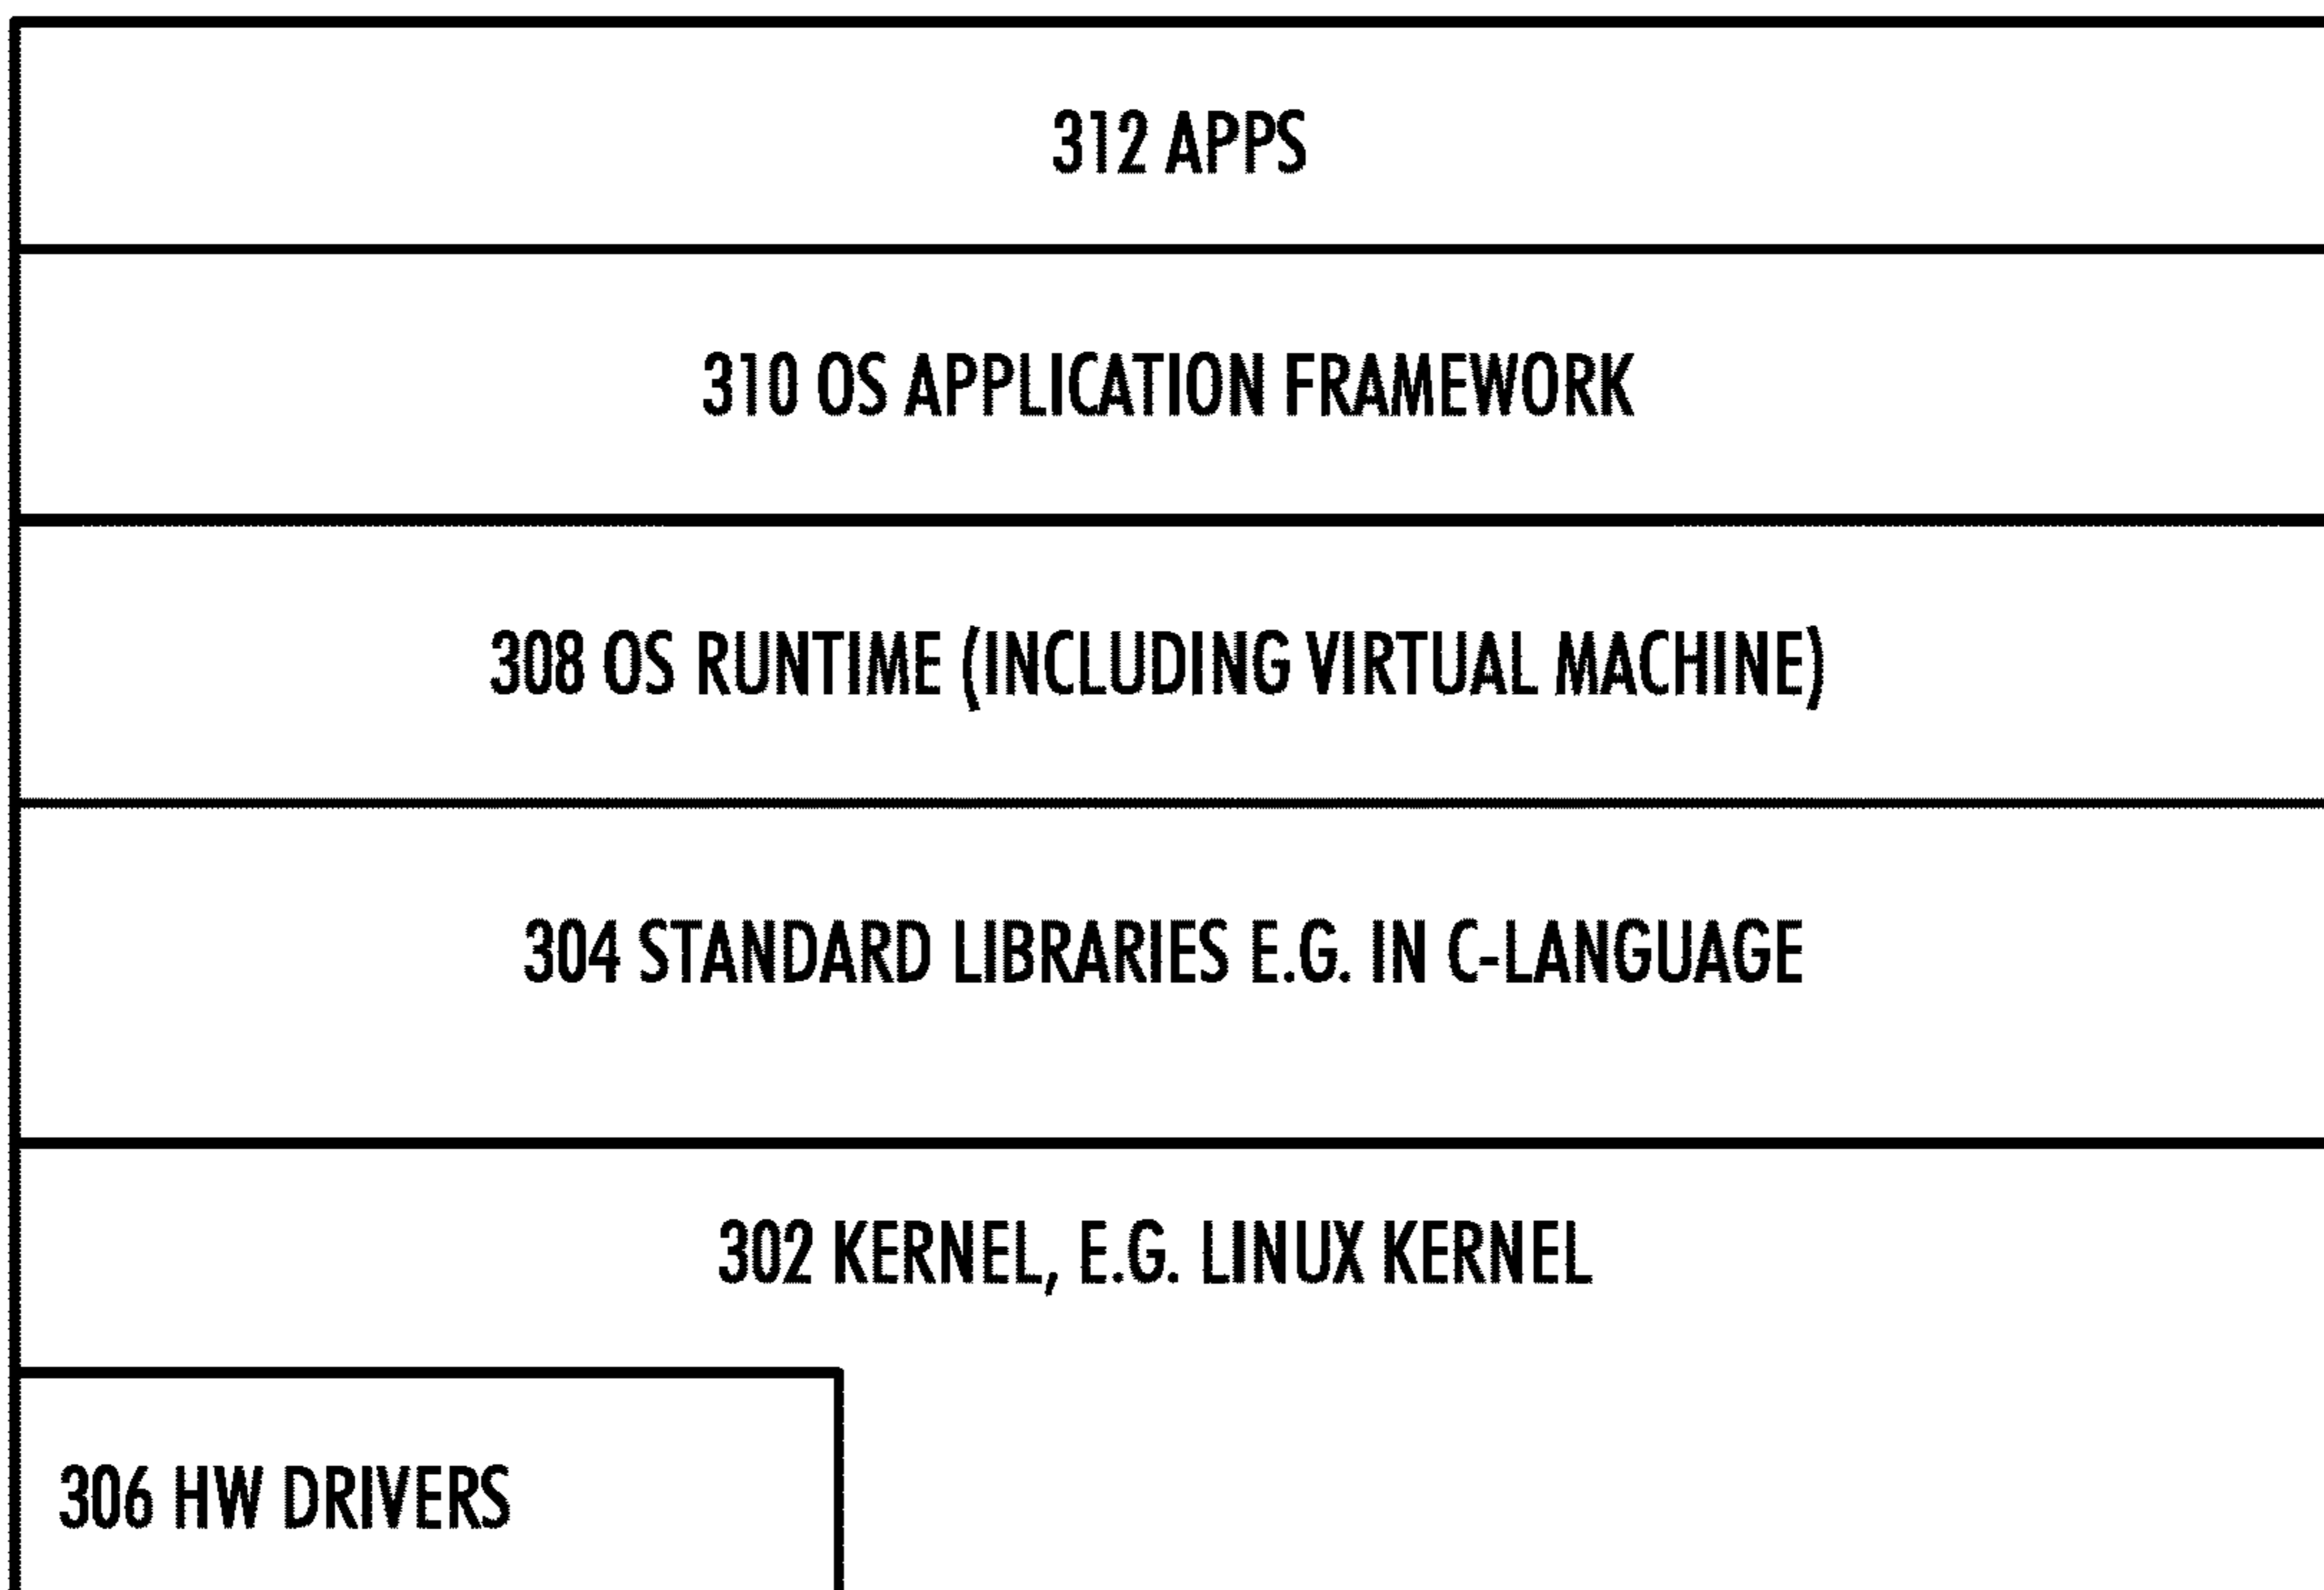 312 APPS
310 OS APPLICATION FRAMEWORK
308 OS RUNTIME (INCLUDING VIRTUAL MACHINE)
304 STANDARD LIBRARIES E.G. IN C-LANGUAGE
302 KERNEL, E.G. LINUX KERNEL
306 HW DRIVERS